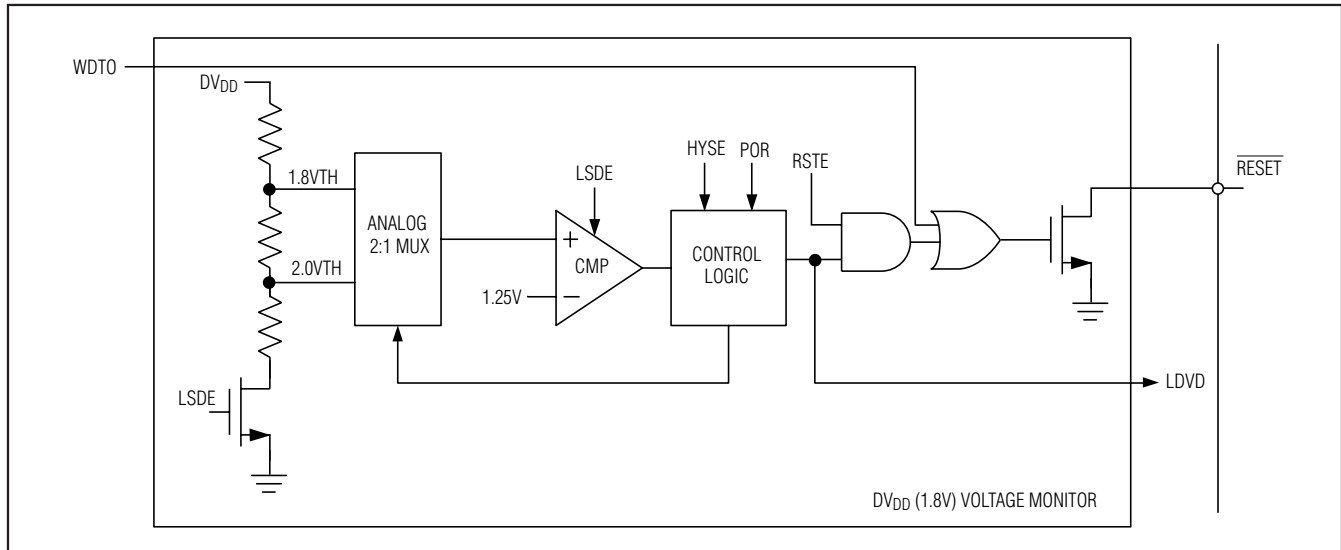 WDTO
DVDD
1.8VTH
2.0VTH
LSDE
ANALOG
2:1 MUX
LSDE
+
CMP
1.25V
−
HYSE
POR
CONTROL
LOGIC
RSTE
RESET
LDVD
DVDD (1.8V) VOLTAGE MONITOR